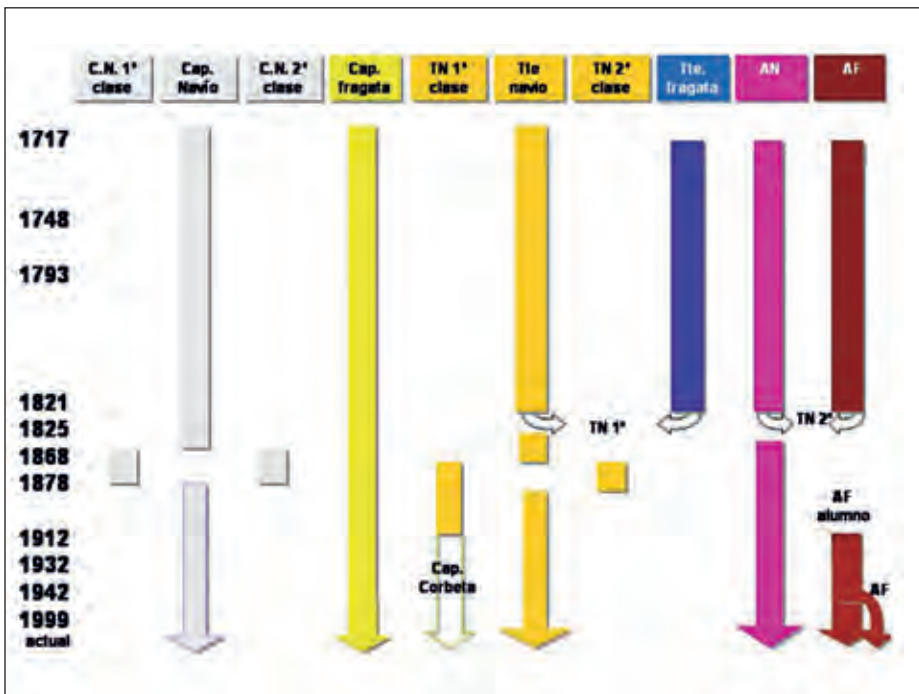 C.N. 1ª
clase
Cap.
Navío
C.N. 2ª
clase
Cap.
fragata
TN 1ª
clase
Tte
navio
TN 2ª
clase
Tte.
fragata
AN
AF
1717
1748
1793
1821
1825
1868
1878
1912
1932
1942
1999
actual
TN 1ª
TN 2ª
AF
alumno
Cap.
Corbeta
AF